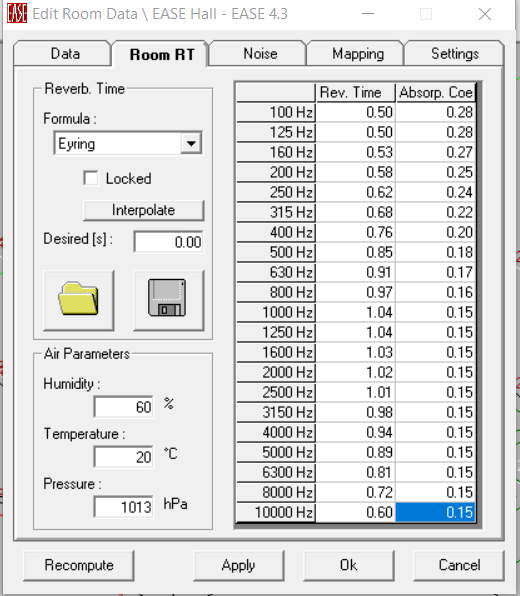 EASE Edit Room Data \ EASE Hall - EASE 4.3
Data Room RT Noise Mapping Settings
Reverb. Time
Formula :
Eyring
Locked
Interpolate
Desired [s] : 0.00
Air Parameters
Humidity :
60 %
Temperature :
20 °C
Pressure :
1013 hPa
Rev. Time Absorp. Coe
100 Hz 0.50 0.28
125 Hz 0.50 0.28
160 Hz 0.53 0.27
200 Hz 0.58 0.25
250 Hz 0.62 0.24
315 Hz 0.68 0.22
400 Hz 0.76 0.20
500 Hz 0.85 0.18
630 Hz 0.91 0.17
800 Hz 0.97 0.16
1000 Hz 1.04 0.15
1250 Hz 1.04 0.15
1600 Hz 1.03 0.15
2000 Hz 1.02 0.15
2500 Hz 1.01 0.15
3150 Hz 0.98 0.15
4000 Hz 0.94 0.15
5000 Hz 0.89 0.15
6300 Hz 0.81 0.15
8000 Hz 0.72 0.15
10000 Hz 0.60 0.15
Recompute Apply Ok Cancel